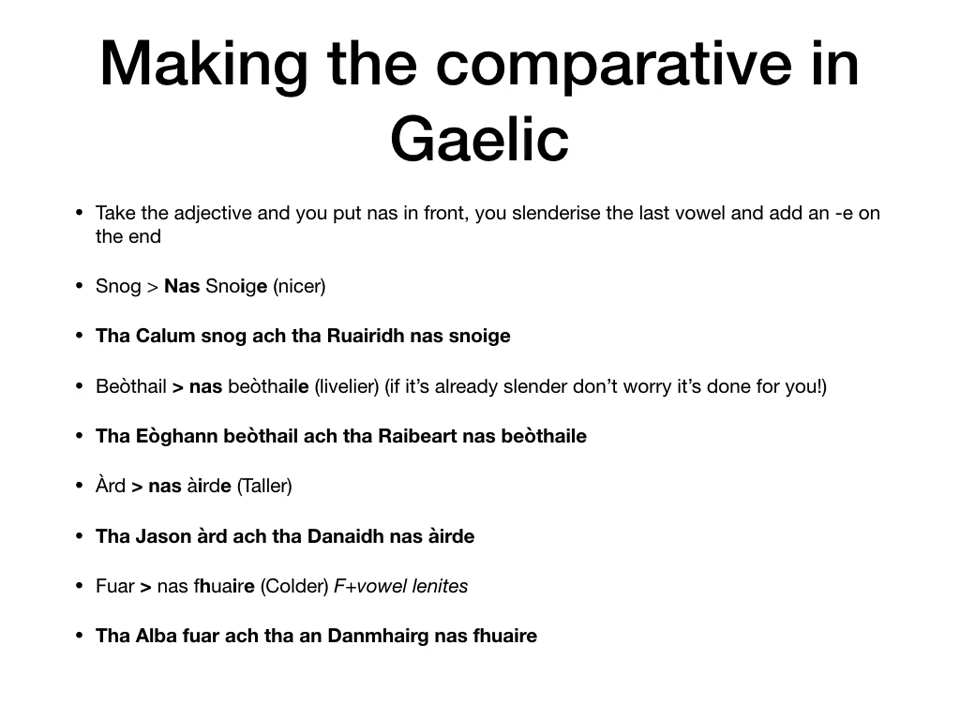 Making the comparative in
Gaelic
• Take the adjective and you put nas in front, you slenderise the last vowel and add an -e on
the end
• Snog > Nas Snoige (nicer)
• Tha Calum snog ach tha Ruairidh nas snoige
• Beòthail > nas beòthaile (livelier) (if it’s already slender don’t worry it’s done for you!)
• Tha Eòghann beòthail ach tha Raibeart nas beòthaile
• Àrd > nas àirde (Taller)
• Tha Jason àrd ach tha Danaidh nas àirde
• Fuar > nas fhuaire (Colder) F+vowel lenites
• Tha Alba fuar ach tha an Danmhairg nas fhuaire